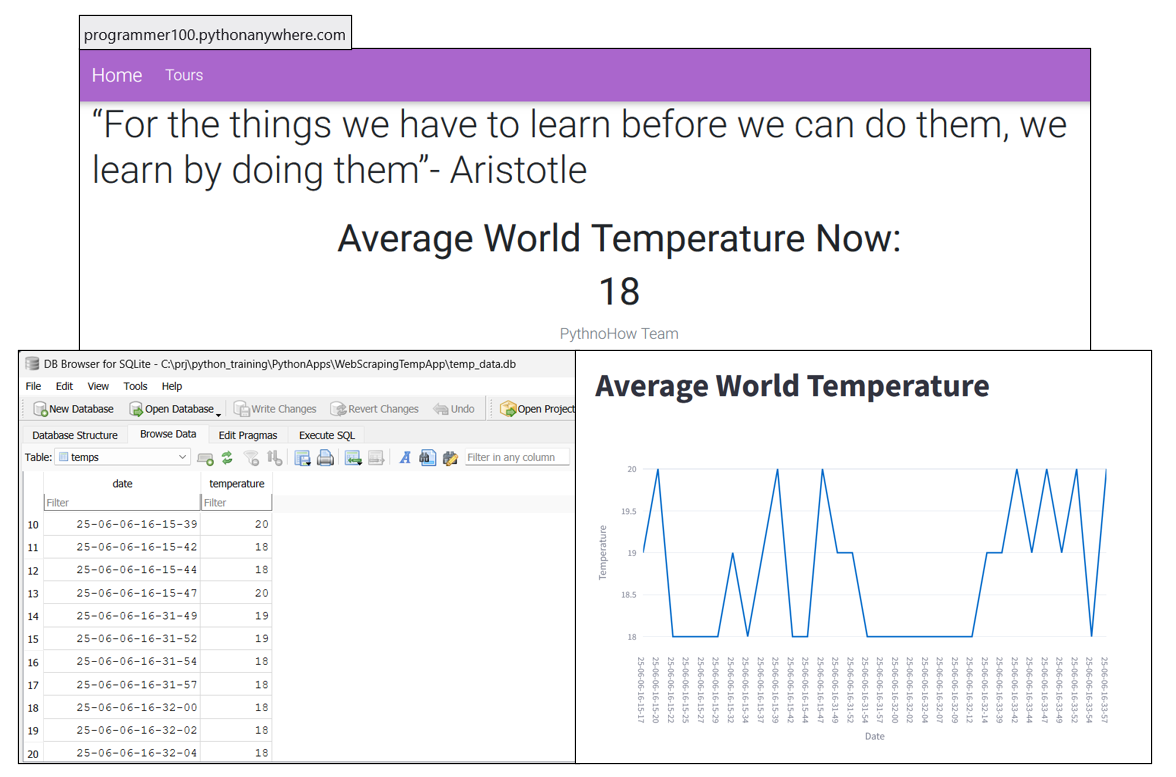 programmer100.pythonanywhere.com
Home Tours
“For the things we have to learn before we can do them, we
learn by doing them”- Aristotle
Average World Temperature Now:
18
PythnoHow Team
DB Browser for SQLite - C:\prj\python_training\PythonApps\WebScrapingTempApp\temp_data.db
File Edit View Tools Help
New Database Open Database Write Changes Revert Changes Undo Open Project
Database Structure Browse Data Edit Pragmas Execute SQL
Table: temps Filter in any column
date temperature
Filter Filter
10 25-06-06-16-15-39 20
11 25-06-06-16-15-42 18
12 25-06-06-16-15-44 18
13 25-06-06-16-15-47 20
14 25-06-06-16-31-49 19
15 25-06-06-16-31-52 19
16 25-06-06-16-31-54 18
17 25-06-06-16-31-57 18
18 25-06-06-16-32-00 18
19 25-06-06-16-32-02 18
20 25-06-06-16-32-04 18
Average World Temperature
20
19.5
19
18.5
18
Temperature
25-06-06-16-15-17
25-06-06-16-15-20
25-06-06-16-15-22
25-06-06-16-15-25
25-06-06-16-15-27
25-06-06-16-15-29
25-06-06-16-15-32
25-06-06-16-15-34
25-06-06-16-15-37
25-06-06-16-15-39
25-06-06-16-15-42
25-06-06-16-15-44
25-06-06-16-15-47
25-06-06-16-31-49
25-06-06-16-31-52
25-06-06-16-31-54
25-06-06-16-31-57
25-06-06-16-32-00
25-06-06-16-32-02
25-06-06-16-32-04
25-06-06-16-32-07
25-06-06-16-32-09
25-06-06-16-32-12
25-06-06-16-32-14
25-06-06-16-33-39
25-06-06-16-33-42
25-06-06-16-33-44
25-06-06-16-33-47
25-06-06-16-33-49
25-06-06-16-33-52
25-06-06-16-33-54
25-06-06-16-33-57
Date